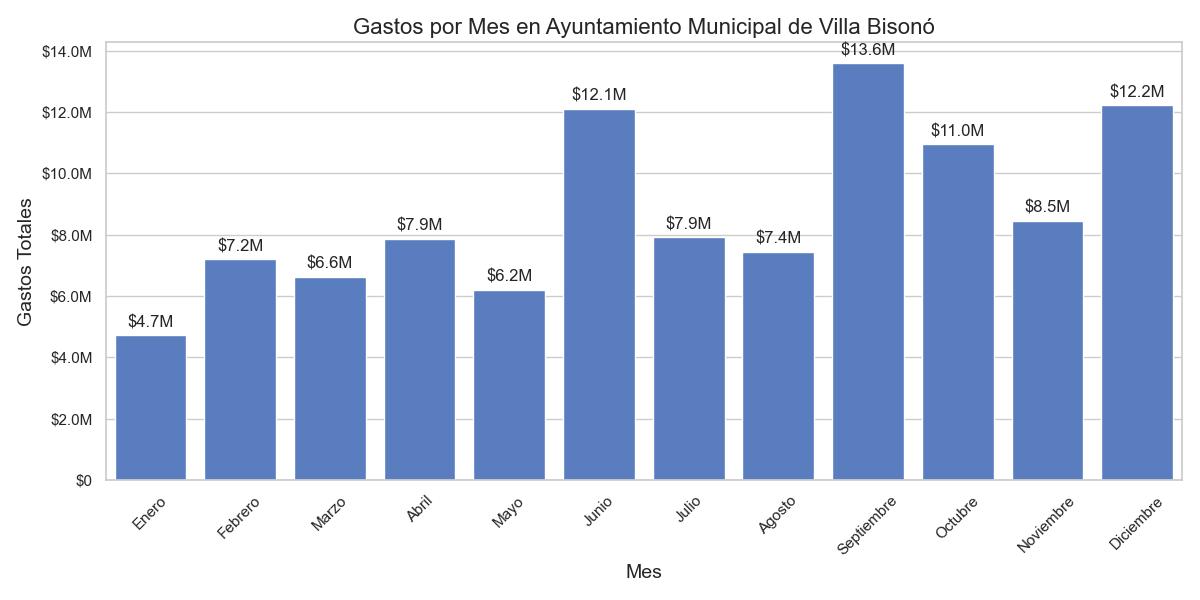 Gastos por Mes en Ayuntamiento Municipal de Villa Bisonó
Gastos Totales
$14.0M
$12.0M
$10.0M
$8.0M
$6.0M
$4.0M
$2.0M
$0
$4.7M
$7.2M
$6.6M
$7.9M
$6.2M
$12.1M
$7.9M
$7.4M
$13.6M
$11.0M
$8.5M
$12.2M
Enero
Febrero
Marzo
Abril
Mayo
Junio
Julio
Agosto
Septiembre
Octubre
Noviembre
Diciembre
Mes